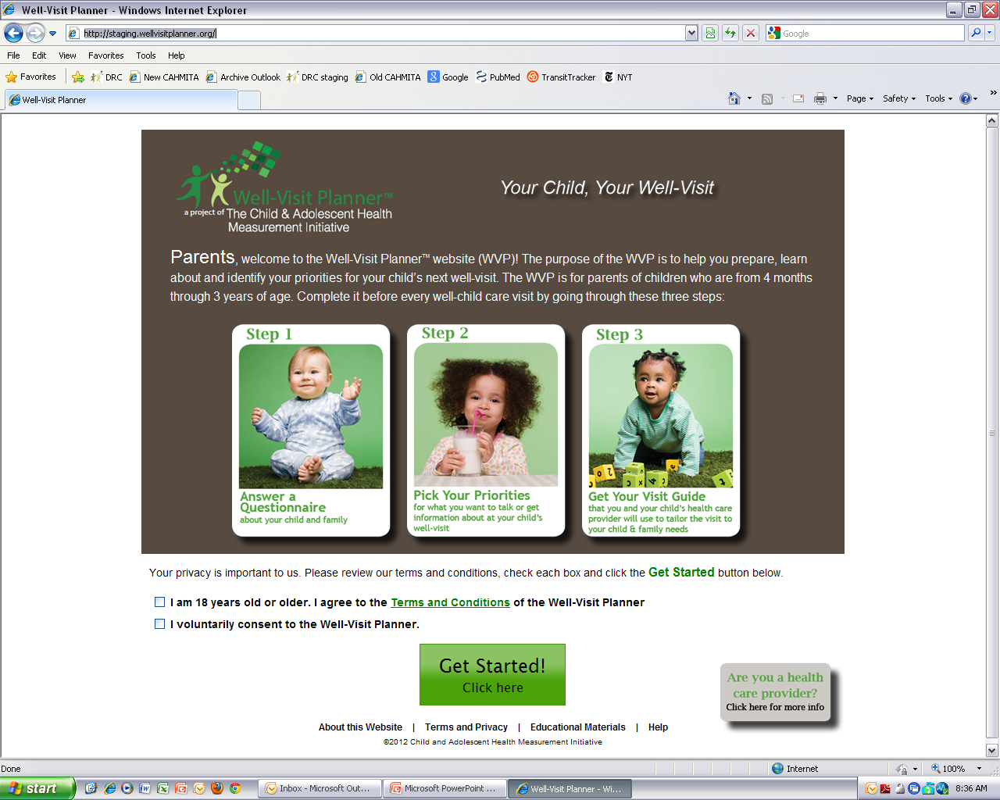 Well-Visit Planner - Windows Internet Explorer
http://staging.wellvisitplanner.org/
Google
File Edit View Favorites Tools Help
Favorites DRC New CAHMITA Archive Outlook DRC staging Old CAHMITA Google PubMed TransitTracker NYT
Well-Visit Planner
Page Safety Tools
Well-Visit Planner™
a project of The Child & Adolescent Health
Measurement Initiative
Your Child, Your Well-Visit
Parents, welcome to the Well-Visit Planner™ website (WVP)! The purpose of the WVP is to help you prepare, learn
about and identify your priorities for your child's next well-visit. The WVP is for parents of children who are from 4 months
through 3 years of age. Complete it before every well-child care visit by going through these three steps:
Step 1
Answer a
Questionnaire
about your child and family
Step 2
Pick Your Priorities
for what you want to talk or get
information about at your child's
well-visit
Step 3
Get Your Visit Guide
that you and your child's health care
provider will use to tailor the visit to
your child & family needs
Your privacy is important to us. Please review our terms and conditions, check each box and click the Get Started button below.
I am 18 years old or older. I agree to the Terms and Conditions of the Well-Visit Planner
I voluntarily consent to the Well-Visit Planner.
Get Started!
Click here
Are you a health
care provider?
Click here for more info
About this Website | Terms and Privacy | Educational Materials | Help
©2012 Child and Adolescent Health Measurement Initiative
Done
Internet
100%
start
Inbox - Microsoft Out...
Microsoft PowerPoint ...
Well-Visit Planner - Wi...
8:36 AM